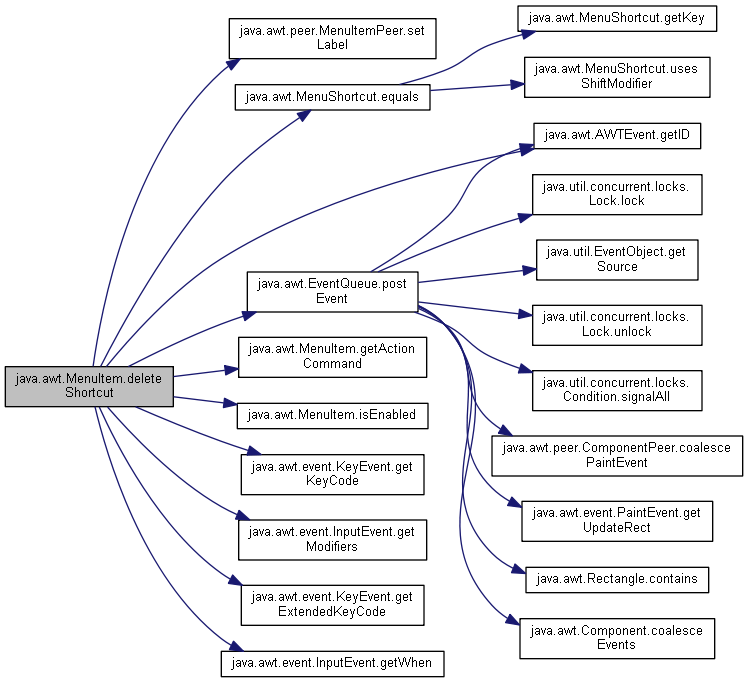 java.awt.MenuItem.delete
Shortcut
java.awt.peer.MenuItemPeer.set
Label
java.awt.MenuShortcut.equals
java.awt.EventQueue.post
Event
java.awt.MenuItem.getAction
Command
java.awt.MenuItem.isEnabled
java.awt.event.KeyEvent.get
KeyCode
java.awt.event.InputEvent.get
Modifiers
java.awt.event.KeyEvent.get
ExtendedKeyCode
java.awt.event.InputEvent.getWhen
java.awt.MenuShortcut.getKey
java.awt.MenuShortcut.uses
ShiftModifier
java.awt.AWTEvent.getID
java.util.concurrent.locks.
Lock.lock
java.util.EventObject.get
Source
java.util.concurrent.locks.
Lock.unlock
java.util.concurrent.locks.
Condition.signalAll
java.awt.peer.ComponentPeer.coalesce
PaintEvent
java.awt.event.PaintEvent.get
UpdateRect
java.awt.Rectangle.contains
java.awt.Component.coalesce
Events